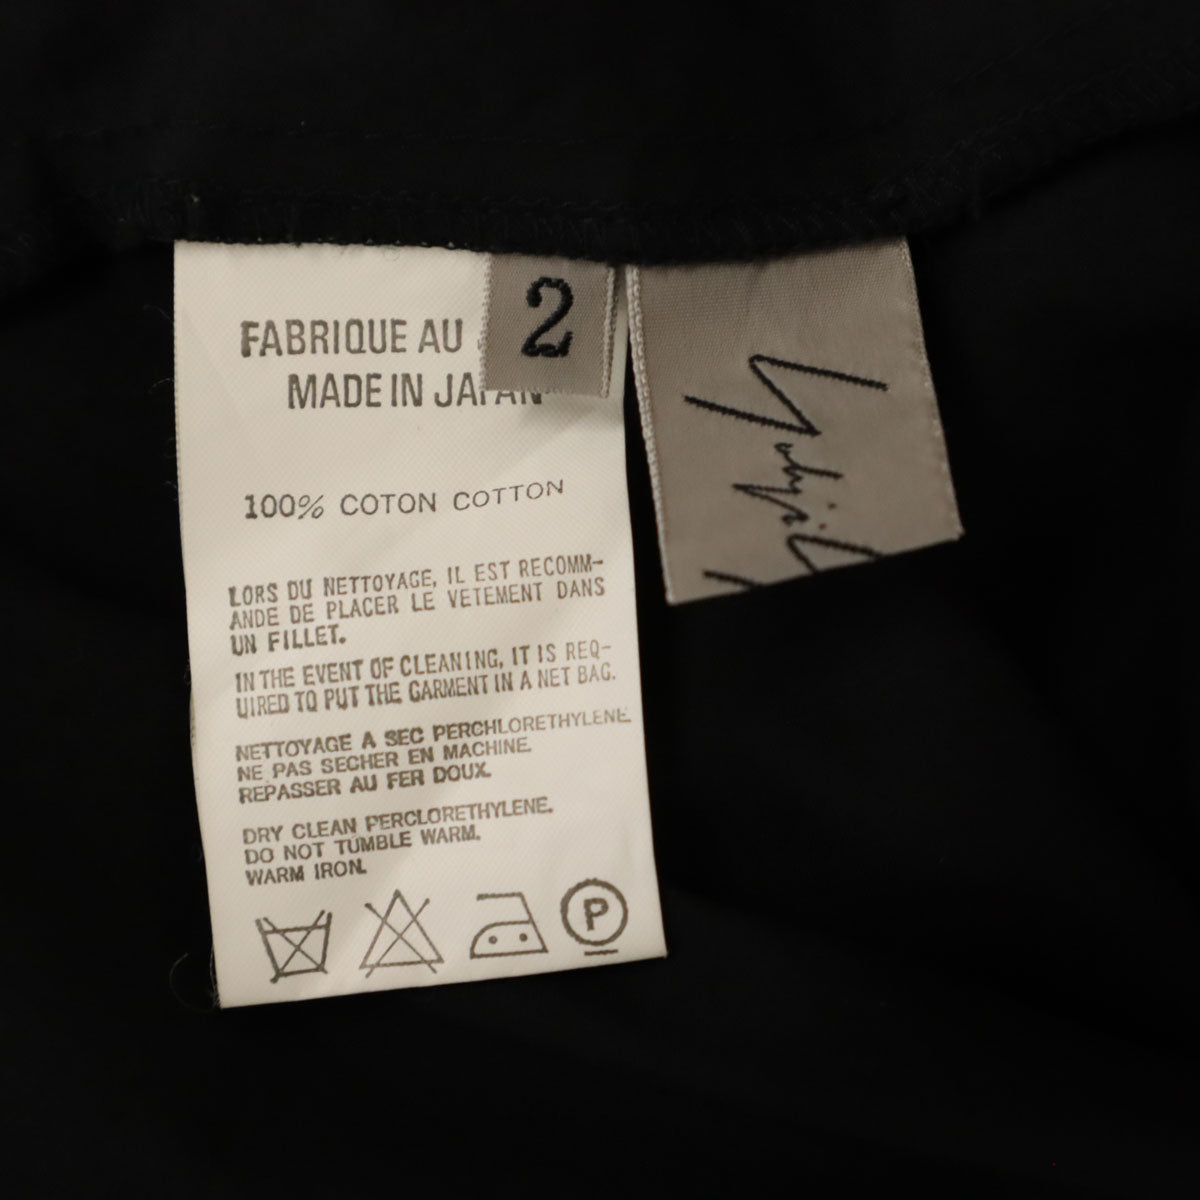 FABRIQUE AU
MADE IN JAPAN
2
Yohji
100% COTON COTTON
LORS DU NETTOYAGE, IL EST RECOMM-
ANDE DE PLACER LE VETEMENT DANS
UN FILLET.
IN THE EVENT OF CLEANING, IT IS REQ-
UIRED TO PUT THE GARMENT IN A NET BAG.
NETTOYAGE A SEC PERCHLORETHYLENE.
NE PAS SECHER EN MACHINE.
REPASSER AU FER DOUX.
DRY CLEAN PERCLORETHYLENE.
DO NOT TUMBLE WARM.
WARM IRON.
P